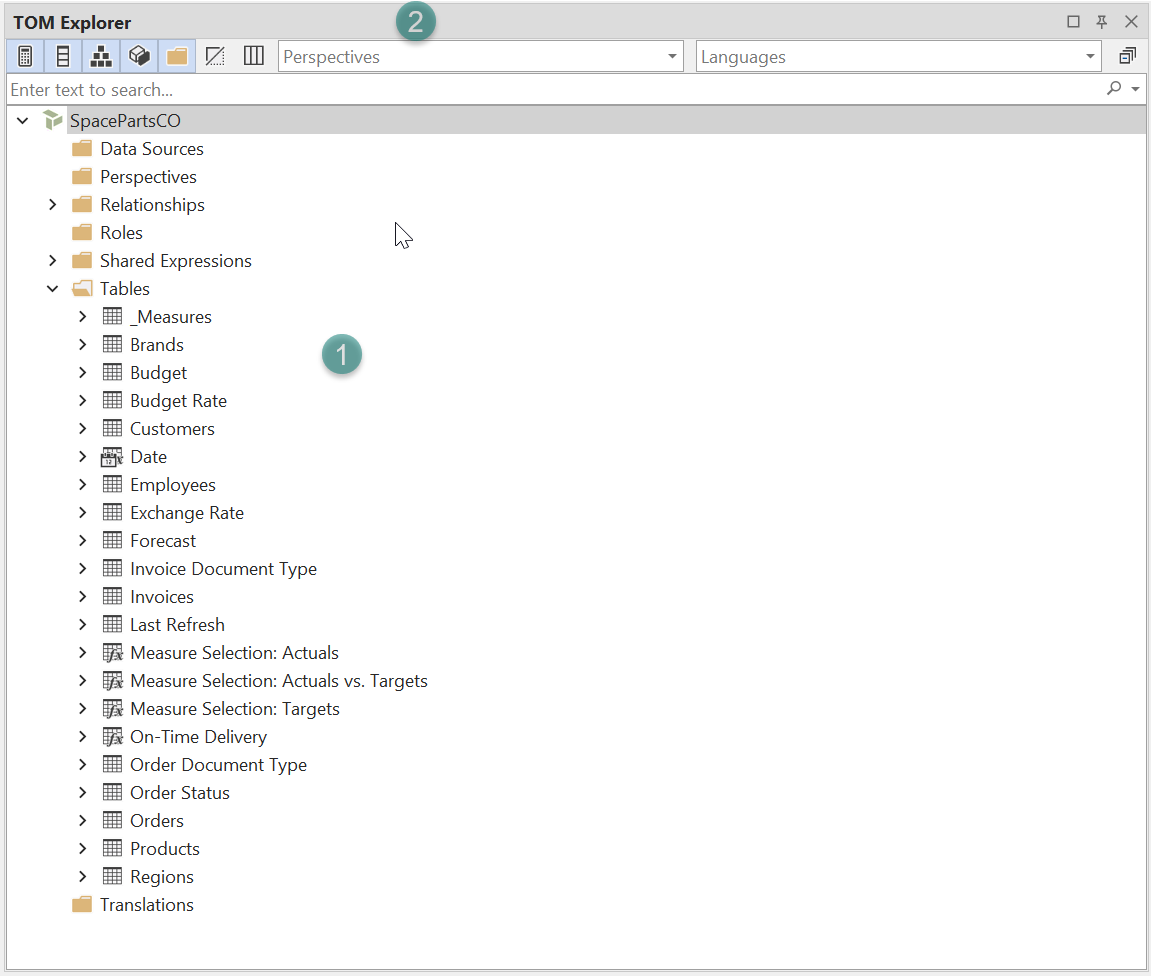 TOM Explorer
2
Perspectives
Languages
Enter text to search...
SpacePartsCO
Data Sources
Perspectives
Relationships
Roles
Shared Expressions
Tables
_Measures
Brands
1
Budget
Budget Rate
Customers
Date
Employees
Exchange Rate
Forecast
Invoice Document Type
Invoices
Last Refresh
Measure Selection: Actuals
Measure Selection: Actuals vs. Targets
Measure Selection: Targets
On-Time Delivery
Order Document Type
Order Status
Orders
Products
Regions
Translations